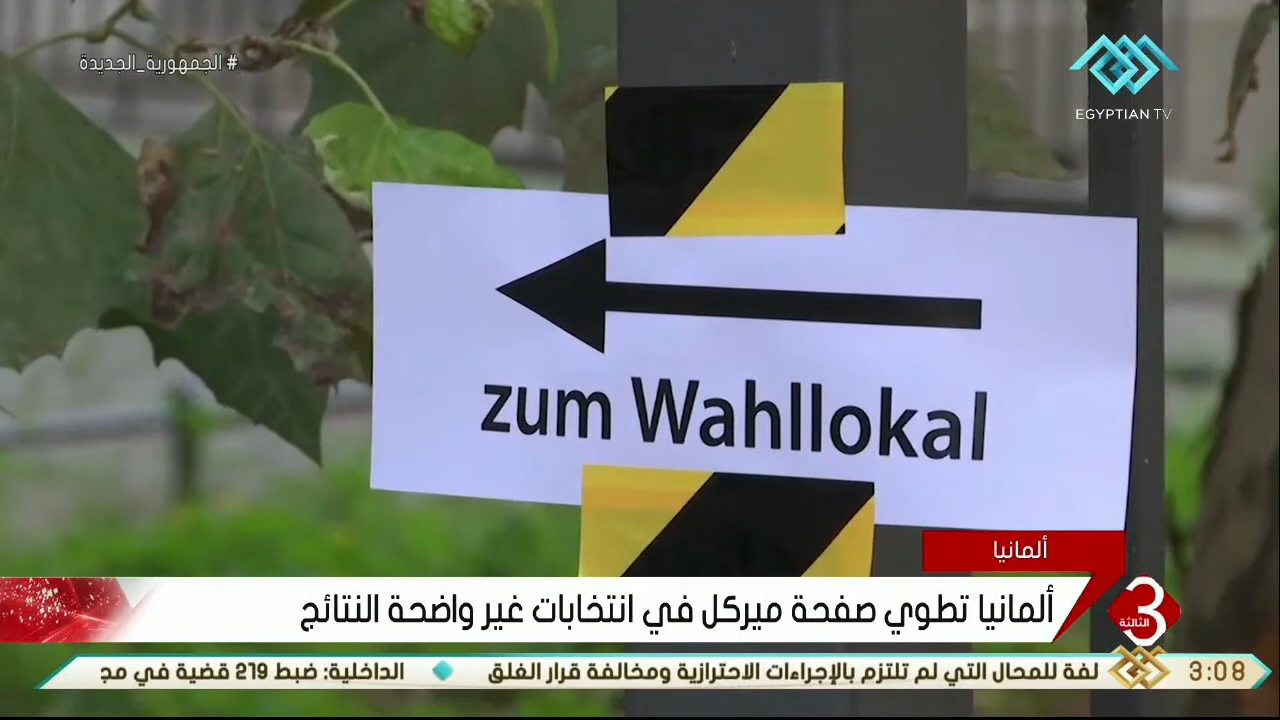 #الجمهورية_الجديدة
EGYPTIAN TV
zum Wahllokal
ألمانيا
ألمانيا تطوي صفحة ميركل في انتخابات غير واضحة النتائج
3 الثالثة
لفة للمحال التي لم تلتزم بالإجراءات الاحترازية ومخالفة قرار الغلق
الداخلية: ضبط 219 قضية في مج
3:08